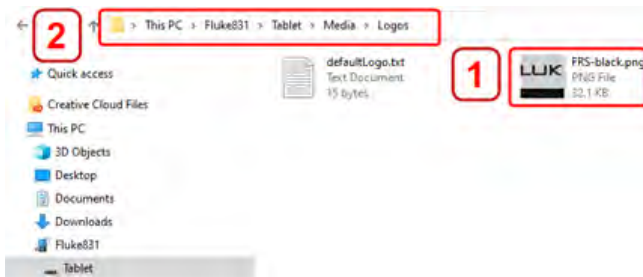 2
This PC > Fluke831 > Tablet > Media > Logos
Quick access
Creative Cloud Files
This PC
3D Objects
Desktop
Documents
Downloads
Fluke831
Tablet
defaultLogo.txt
Text Document
15 bytes
1
LUK
FRS-black.png
PNG File
32.1 KB